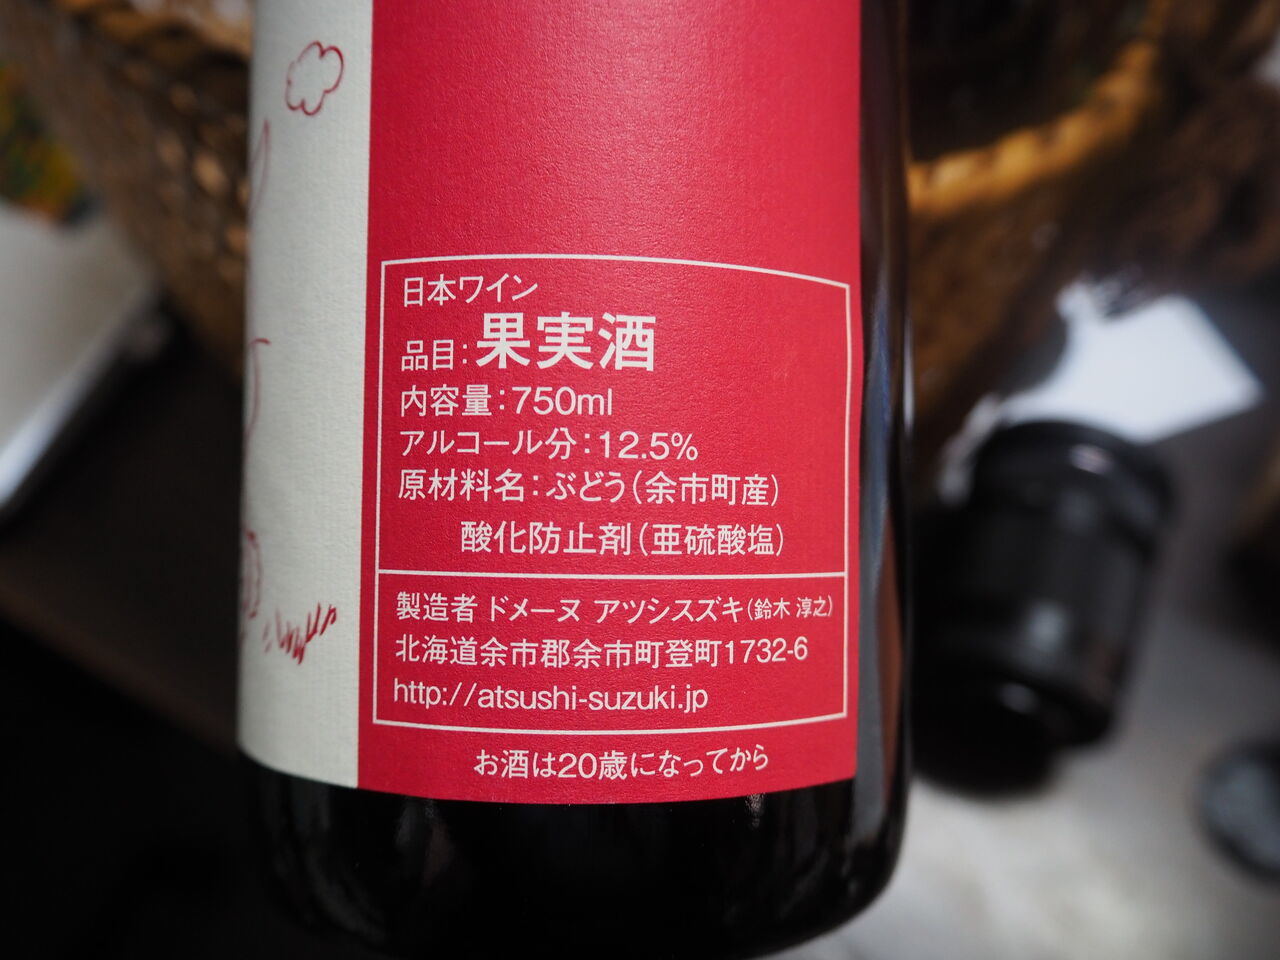 日本ワイン
品目：果実酒
内容量：750ml
アルコール分：12.5%
原材料名：ぶどう（余市町産）
酸化防止剤（亜硫酸塩）
製造者 ドメーヌ アツシスズキ（鈴木 淳之）
北海道余市郡余市町登町1732-6
http://atsushi-suzuki.jp
お酒は20歳になってから